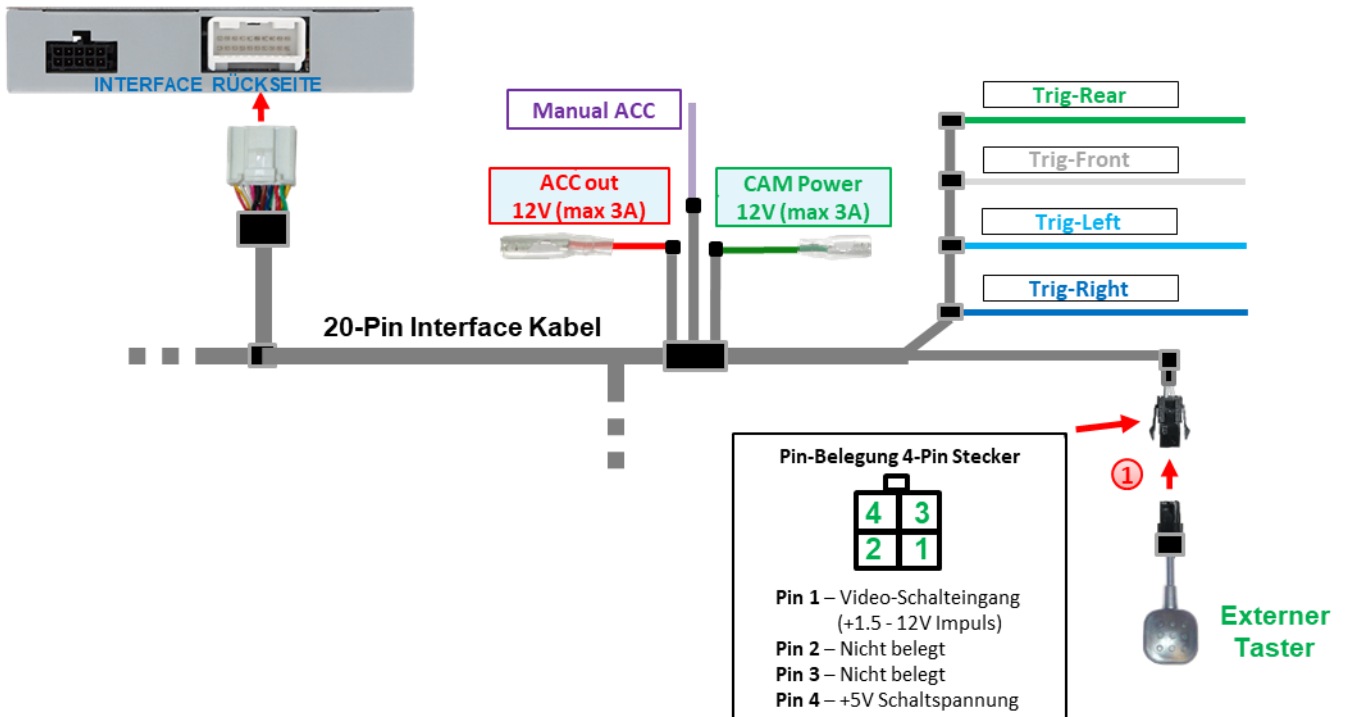 INTERFACE RÜCKSEITE
Manual ACC
ACC out
12V (max 3A)
CAM Power
12V (max 3A)
Trig-Rear
Trig-Front
Trig-Left
Trig-Right
20-Pin Interface Kabel
Pin-Belegung 4-Pin Stecker
4 3
2 1
Pin 1 – Video-Schalteingang
(+1.5 - 12V Impuls)
Pin 2 – Nicht belegt
Pin 3 – Nicht belegt
Pin 4 – +5V Schaltspannung
1
Externer
Taster